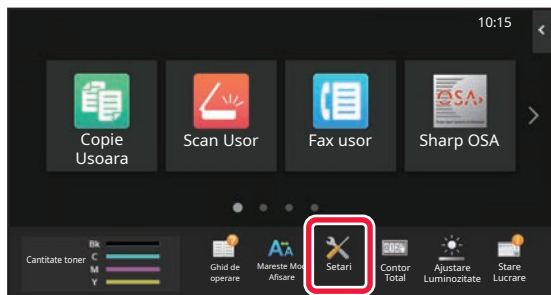 10:15
Copie
Usoara
Scan Usor
Fax usor
OSA
Sharp OSA
Cantitate toner
Bk
C
M
Y
Ghid de
operare
Mareste Mod
Afisare
Setari
Contor
Total
Ajustare
Luminozitate
Stare
Lucrare